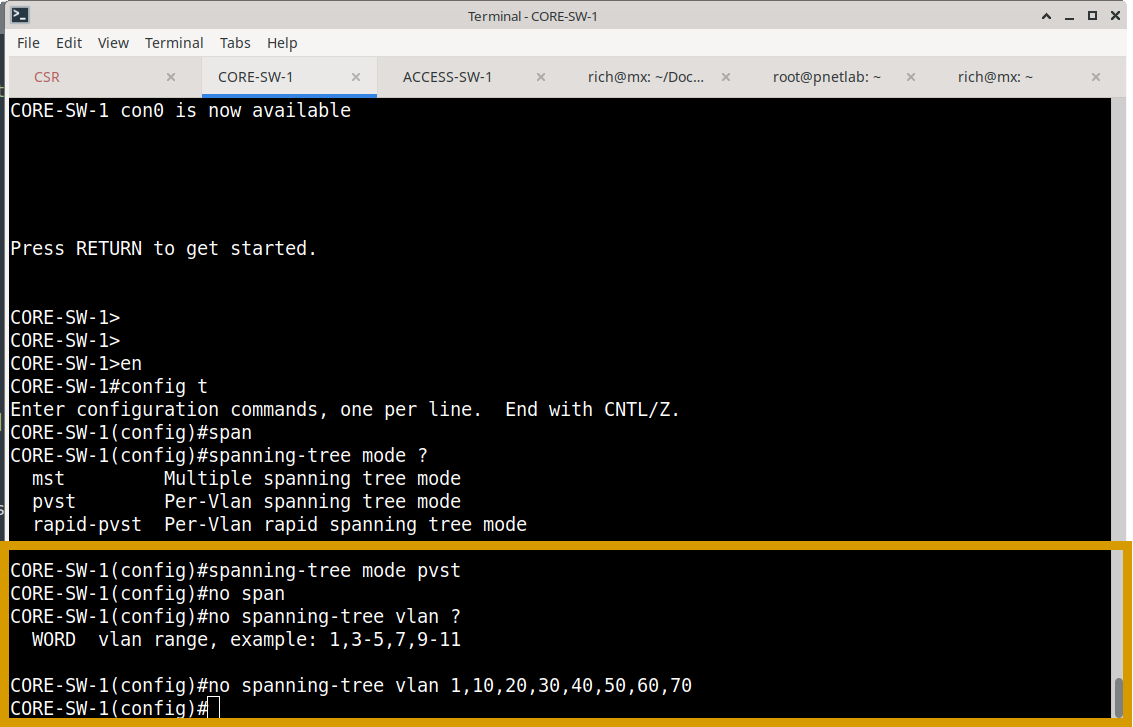 Terminal - CORE-SW-1
File Edit View Terminal Tabs Help
CSR CORE-SW-1 ACCESS-SW-1 rich@mx: ~/Doc... root@pnetlab: ~ rich@mx: ~
CORE-SW-1 con0 is now available
Press RETURN to get started.
CORE-SW-1>
CORE-SW-1>
CORE-SW-1>en
CORE-SW-1#config t
Enter configuration commands, one per line.  End with CNTL/Z.
CORE-SW-1(config)#span
CORE-SW-1(config)#spanning-tree mode ?
  mst         Multiple spanning tree mode
  pvst        Per-Vlan spanning tree mode
  rapid-pvst  Per-Vlan rapid spanning tree mode
CORE-SW-1(config)#spanning-tree mode pvst
CORE-SW-1(config)#no span
CORE-SW-1(config)#no spanning-tree vlan ?
  WORD  vlan range, example: 1,3-5,7,9-11
CORE-SW-1(config)#no spanning-tree vlan 1,10,20,30,40,50,60,70
CORE-SW-1(config)#